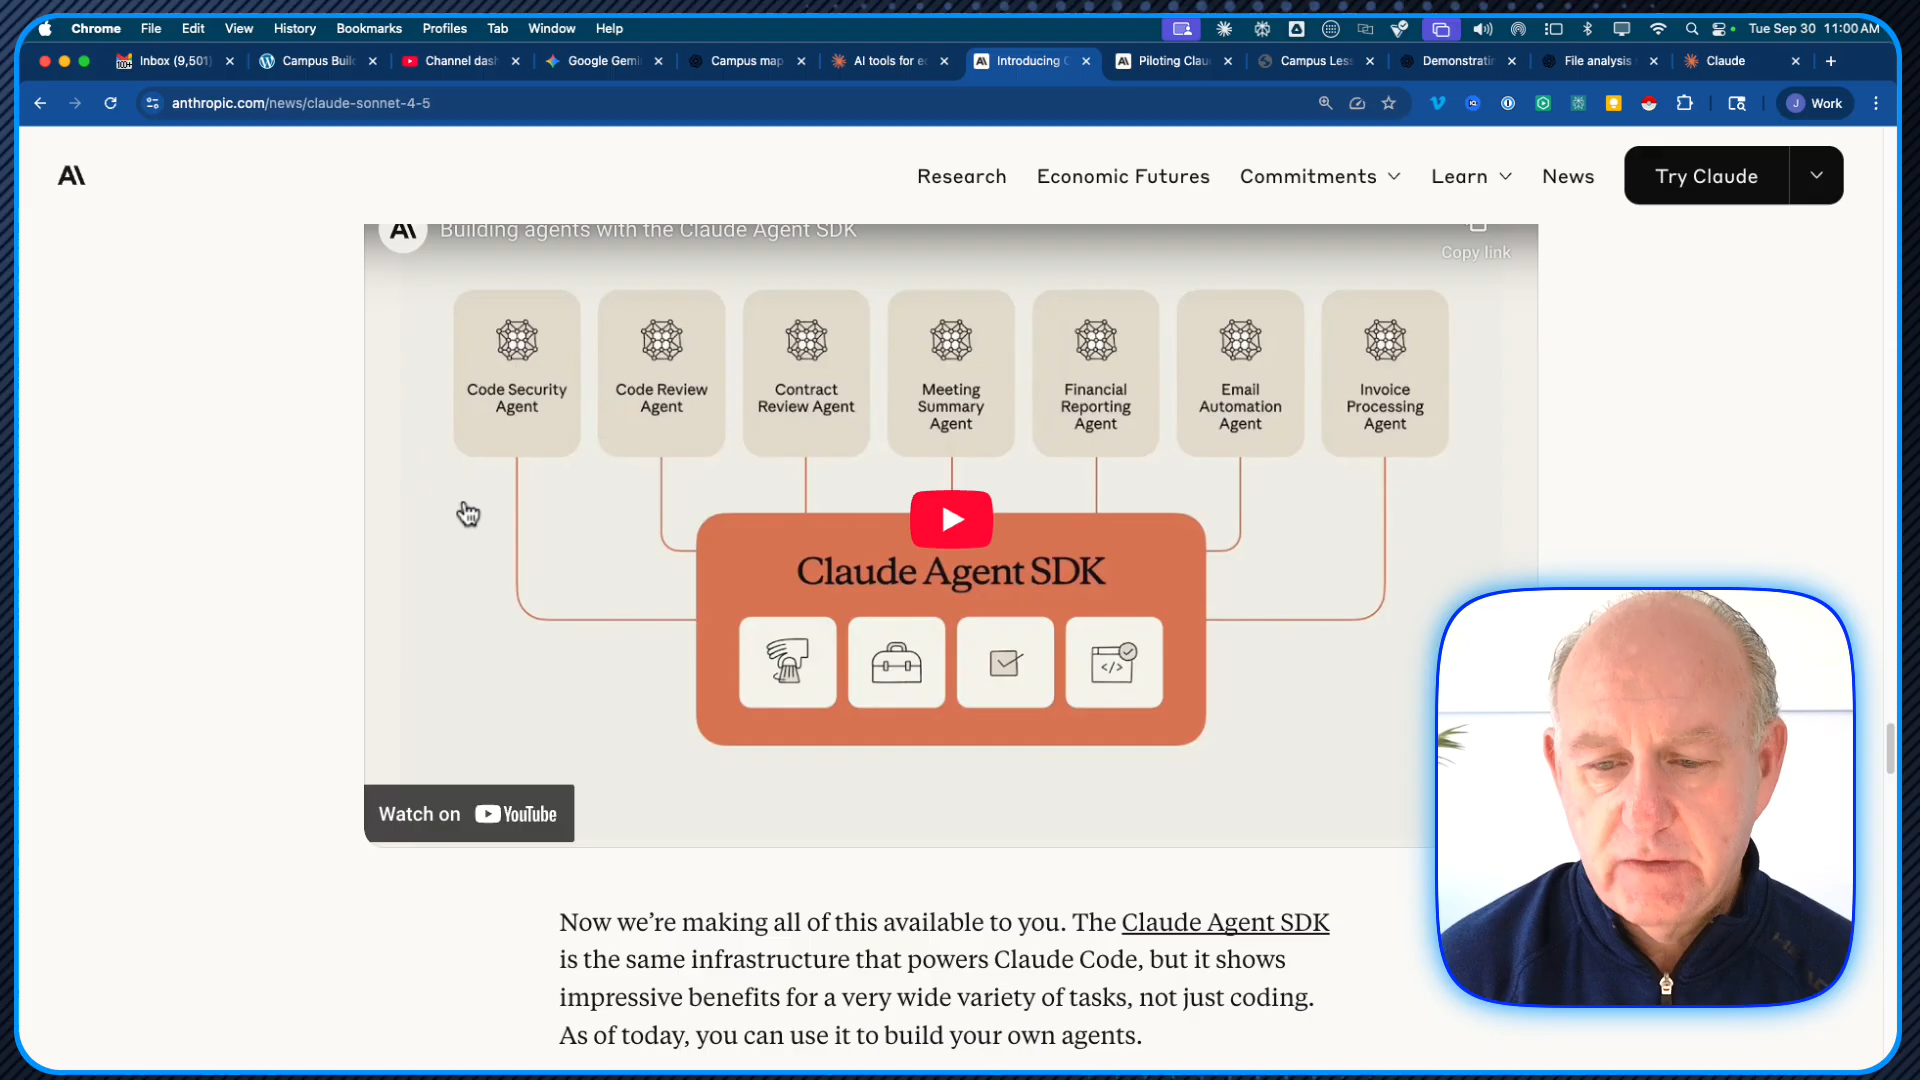 Chrome File Edit View History Bookmarks Profiles Tab Window Help Tue Sep 30 11:00 AM
Inbox (9,501) Campus Buil Channel das Google Gemi Campus map AI tools for e Introducing C Piloting Clau Campus Less Demonstratin File analysis Claude
anthropic.com/news/claude-sonnet-4-5 J Work
Research Economic Futures Commitments Learn News Try Claude
Building agents with the Claude Agent SDK
Copy link
Code Security
Agent
Code Review
Agent
Contract
Review Agent
Meeting
Summary
Agent
Financial
Reporting
Agent
Email
Automation
Agent
Invoice
Processing
Agent
Claude Agent SDK
</>
Watch on YouTube
Now we’re making all of this available to you. The Claude Agent SDK
is the same infrastructure that powers Claude Code, but it shows
impressive benefits for a very wide variety of tasks, not just coding.
As of today, you can use it to build your own agents.